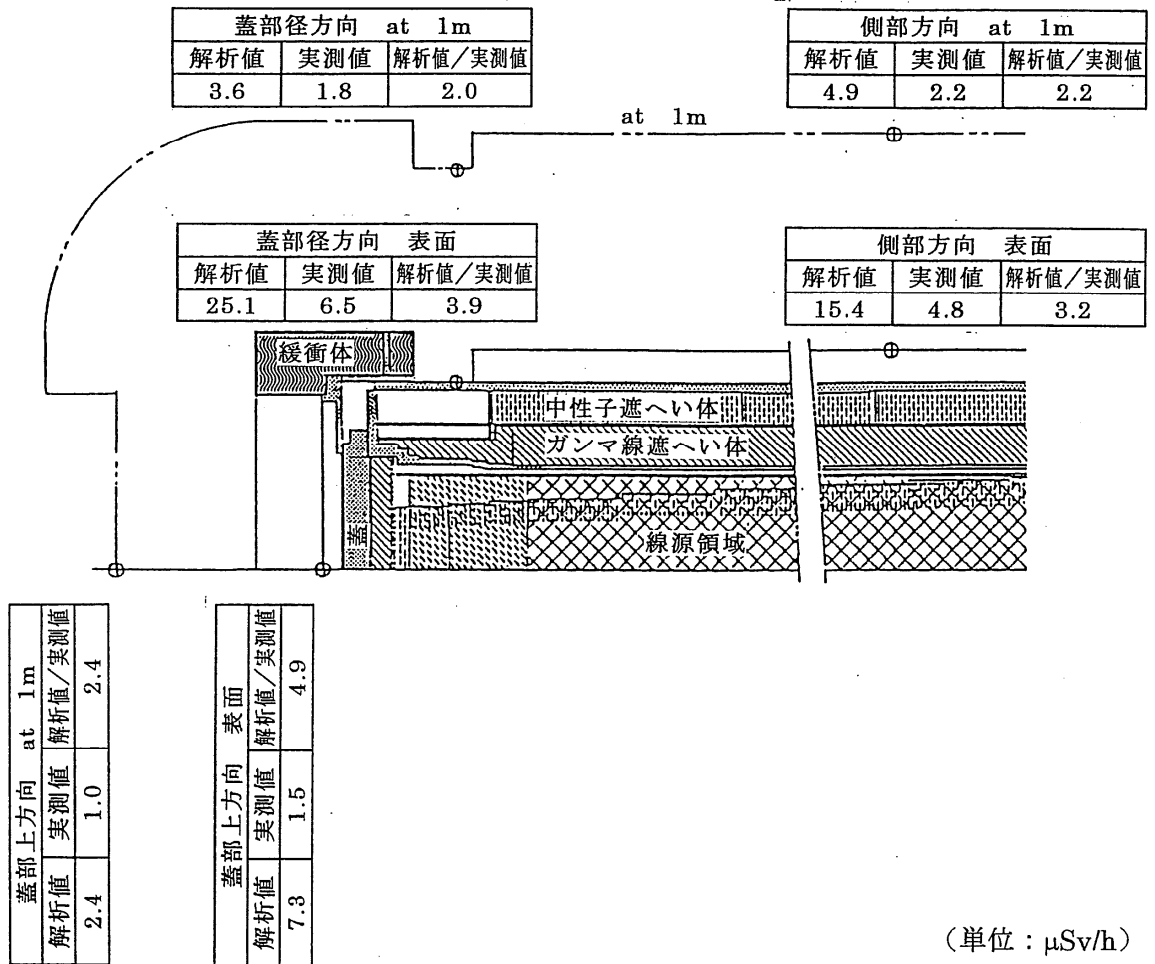 蓋部径方向 at 1m
解析値 実測値 解析値／実測値
3.6 1.8 2.0
側部方向 at 1m
解析値 実測値 解析値／実測値
4.9 2.2 2.2
at 1m
蓋部径方向 表面
解析値 実測値 解析値／実測値
25.1 6.5 3.9
側部方向 表面
解析値 実測値 解析値／実測値
15.4 4.8 3.2
緩衝体
中性子遮へい体
ガンマ線遮へい体
蓋
線源領域
蓋部上方向 at 1m
解析値 実測値 解析値／実測値
2.4 1.0 2.4
蓋部上方向 表面
解析値 実測値 解析値／実測値
7.3 1.5 4.9
（単位：μSv/h）